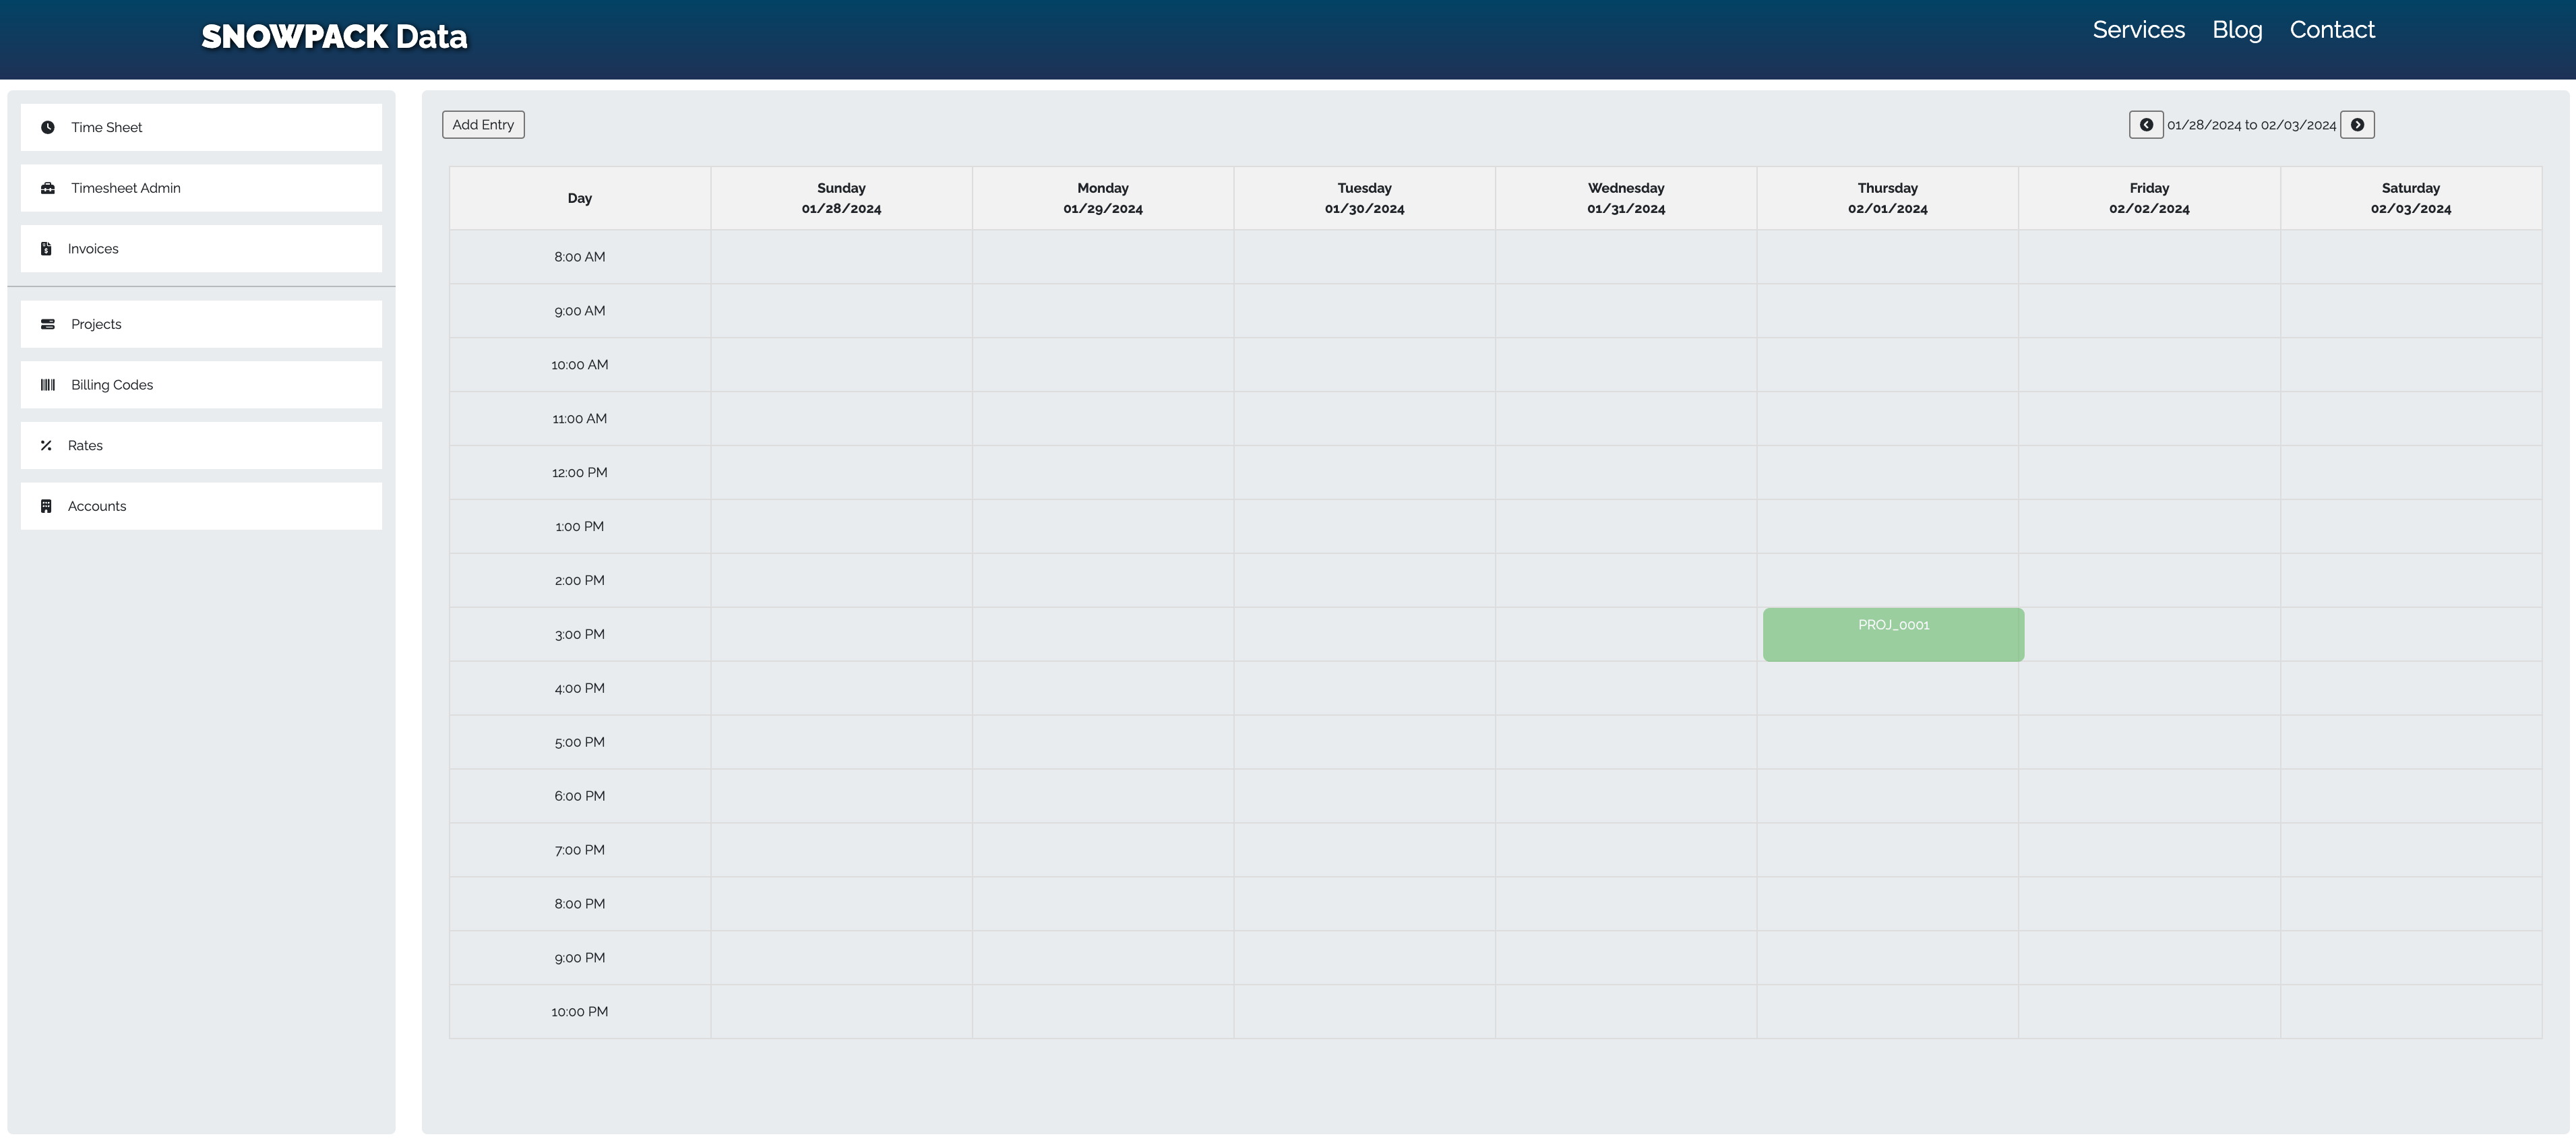 SNOWPACK Data
Services Blog Contact
Time Sheet
Timesheet Admin
Invoices
Projects
Billing Codes
Rates
Accounts
Add Entry
01/28/2024 to 02/03/2024
Day
Sunday
01/28/2024
Monday
01/29/2024
Tuesday
01/30/2024
Wednesday
01/31/2024
Thursday
02/01/2024
Friday
02/02/2024
Saturday
02/03/2024
8:00 AM
9:00 AM
10:00 AM
11:00 AM
12:00 PM
1:00 PM
2:00 PM
3:00 PM
PROJ_0001
4:00 PM
5:00 PM
6:00 PM
7:00 PM
8:00 PM
9:00 PM
10:00 PM